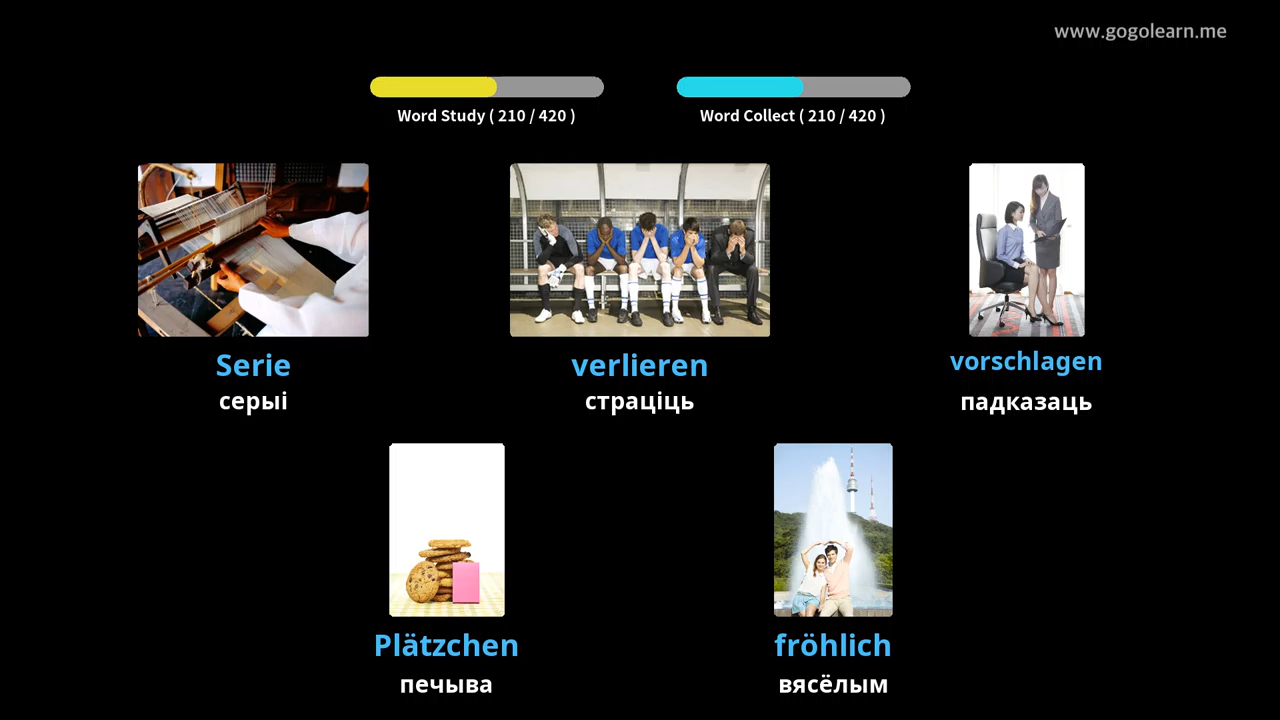 www.gogolearn.me
Word Study ( 210 / 420 )
Word Collect ( 210 / 420 )
Serie
серыі
verlieren
страціць
vorschlagen
падказаць
Plätzchen
печыва
fröhlich
вясёлым